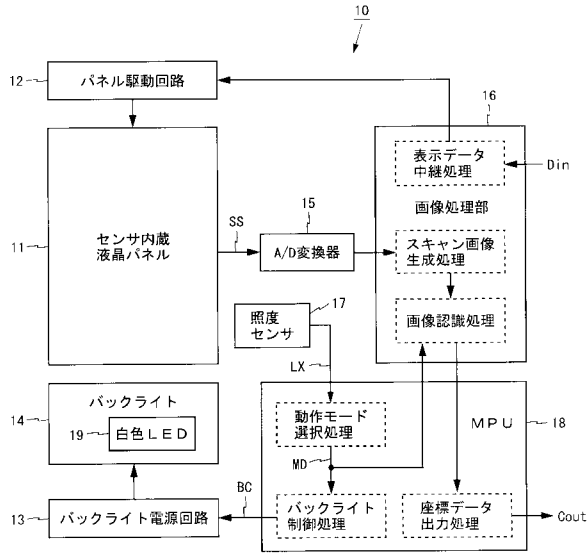 10
12
パネル駆動回路
16
表示データ
中継処理
Din
画像処理部
11
センサ内蔵
液晶パネル
SS
15
A/D変換器
スキャン画像
生成処理
17
照度
センサ
画像認識処理
LX
14
バックライト
19
白色LED
動作モード
選択処理
MPU
18
MD
13
バックライト電源回路
BC
バックライト
制御処理
座標データ
出力処理
Cout